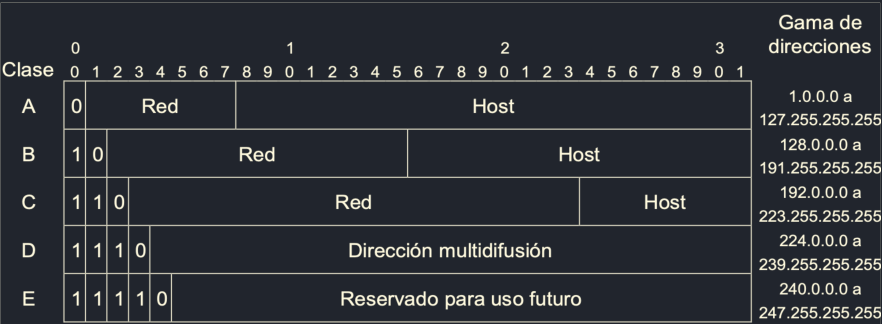 Gama de
direcciones
0 1 2 3
Clase 0 1 2 3 4 5 6 7 8 9 0 1 2 3 4 5 6 7 8 9 0 1 2 3 4 5 6 7 8 9 0 1
A 0 Red Host 1.0.0.0 a
127.255.255.255
B 1 0 Red Host 128.0.0.0 a
191.255.255.255
C 1 1 0 Red Host 192.0.0.0 a
223.255.255.255
D 1 1 1 0 Dirección multidifusión 224.0.0.0 a
239.255.255.255
E 1 1 1 1 0 Reservado para uso futuro 240.0.0.0 a
247.255.255.255